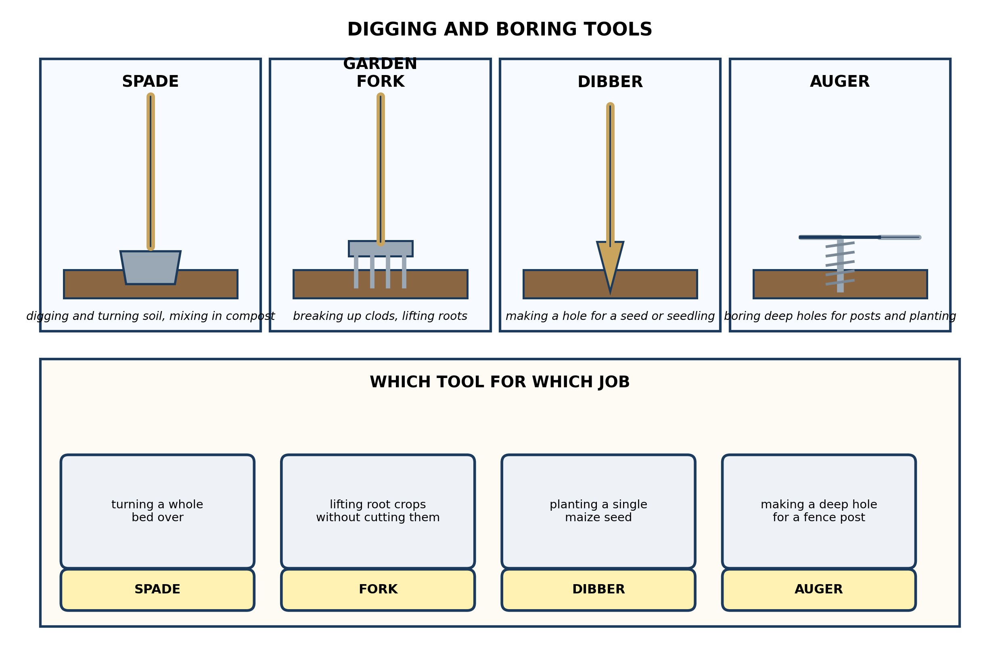 DIGGING AND BORING TOOLS
SPADE
GARDEN
FORK
DIBBER
AUGER
digging and turning soil, mixing in compost
breaking up clods, lifting roots
making a hole for a seed or seedling
boring deep holes for posts and planting
WHICH TOOL FOR WHICH JOB
turning a whole
bed over
lifting root crops
without cutting them
planting a single
maize seed
making a deep hole
for a fence post
SPADE
FORK
DIBBER
AUGER